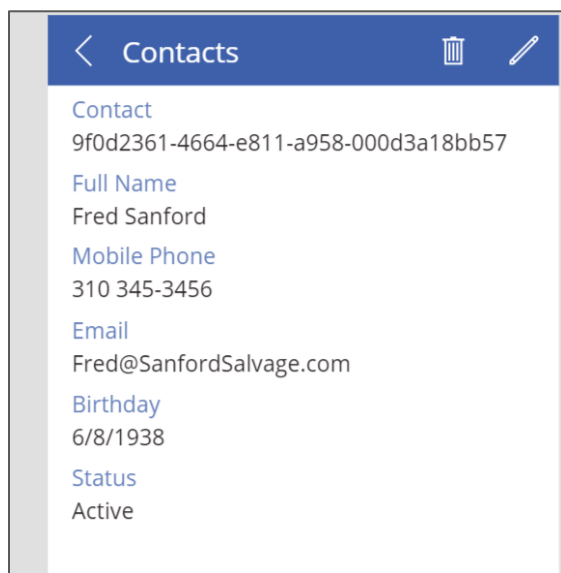 Contacts
Contact
9f0d2361-4664-e811-a958-000d3a18bb57
Full Name
Fred Sanford
Mobile Phone
310 345-3456
Email
Fred@SanfordSalvage.com
Birthday
6/8/1938
Status
Active